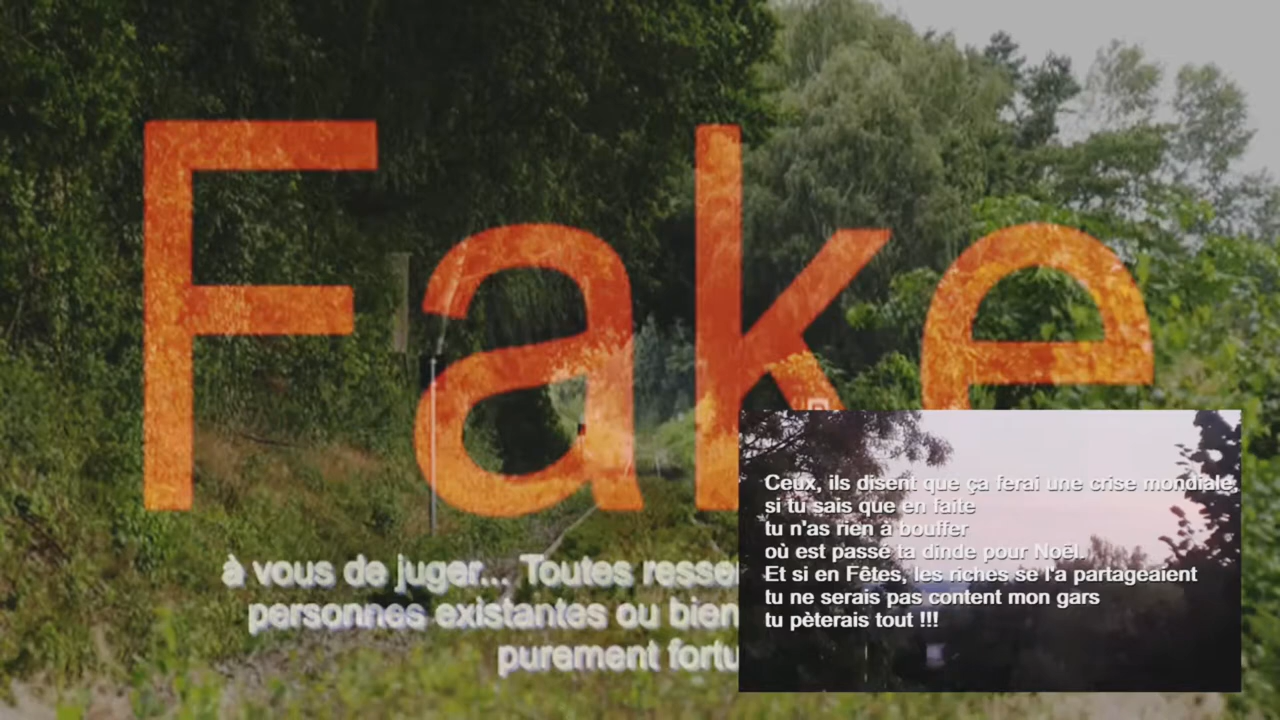 Fake
à vous de juger... Toutes
personnes existantes ou bien
purement
Ceux, ils disent que ça ferai une crise mondiale,
si tu sais que en faite
tu n'as rien à bouffer
où est passé ta dinde pour Noël.
Et si en Fêtes, les riches se l'a partageaient
tu ne serais pas content mon gars
tu pèterais tout !!!